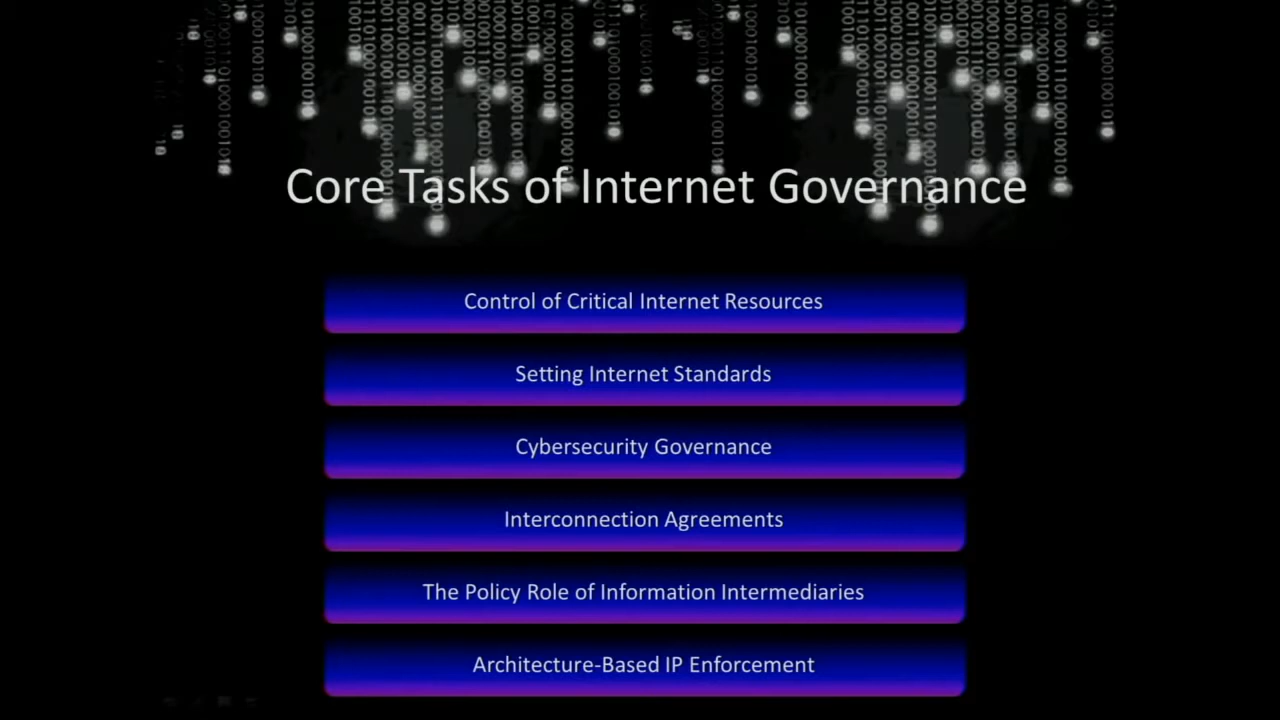 Core Tasks of Internet Governance
Control of Critical Internet Resources
Setting Internet Standards
Cybersecurity Governance
Interconnection Agreements
The Policy Role of Information Intermediaries
Architecture-Based IP Enforcement